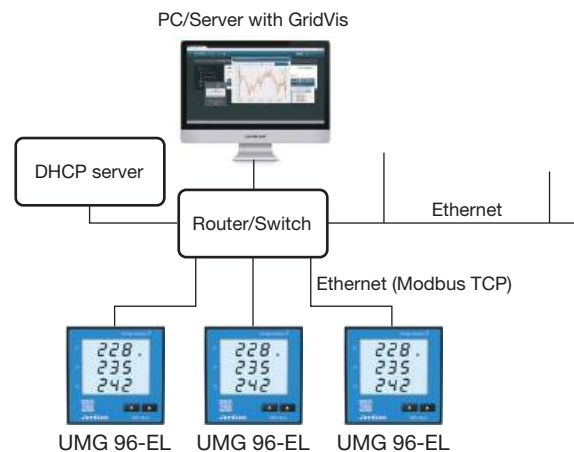 PC/Server with GridVis
DHCP server
Router/Switch
Ethernet
Ethernet (Modbus TCP)
228
235
242
Janitza
228
235
242
Janitza
228
235
242
Janitza
UMG 96-EL
UMG 96-EL
UMG 96-EL